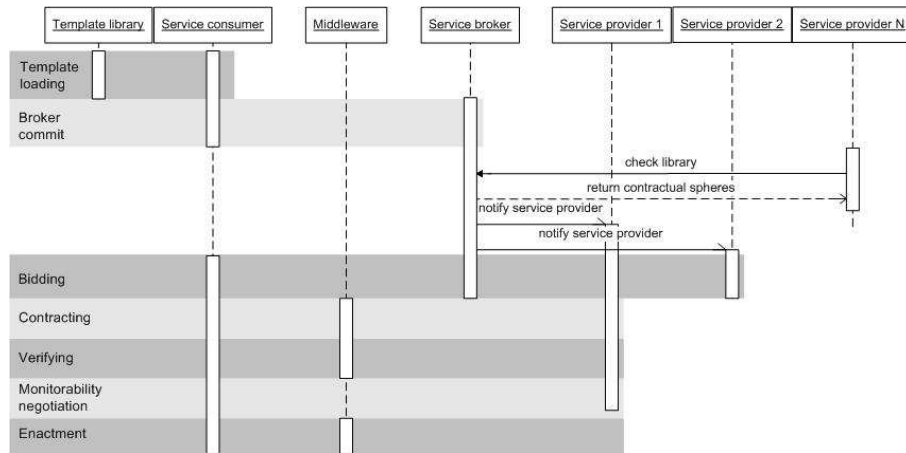 Template library
Service consumer
Middleware
Service broker
Service provider 1
Service provider 2
Service provider N
Template
loading
Broker
commit
check library
return contractual spheres
notify service provider
notify service provider
Bidding
Contracting
Verifying
Monitorability
negotiation
Enactment